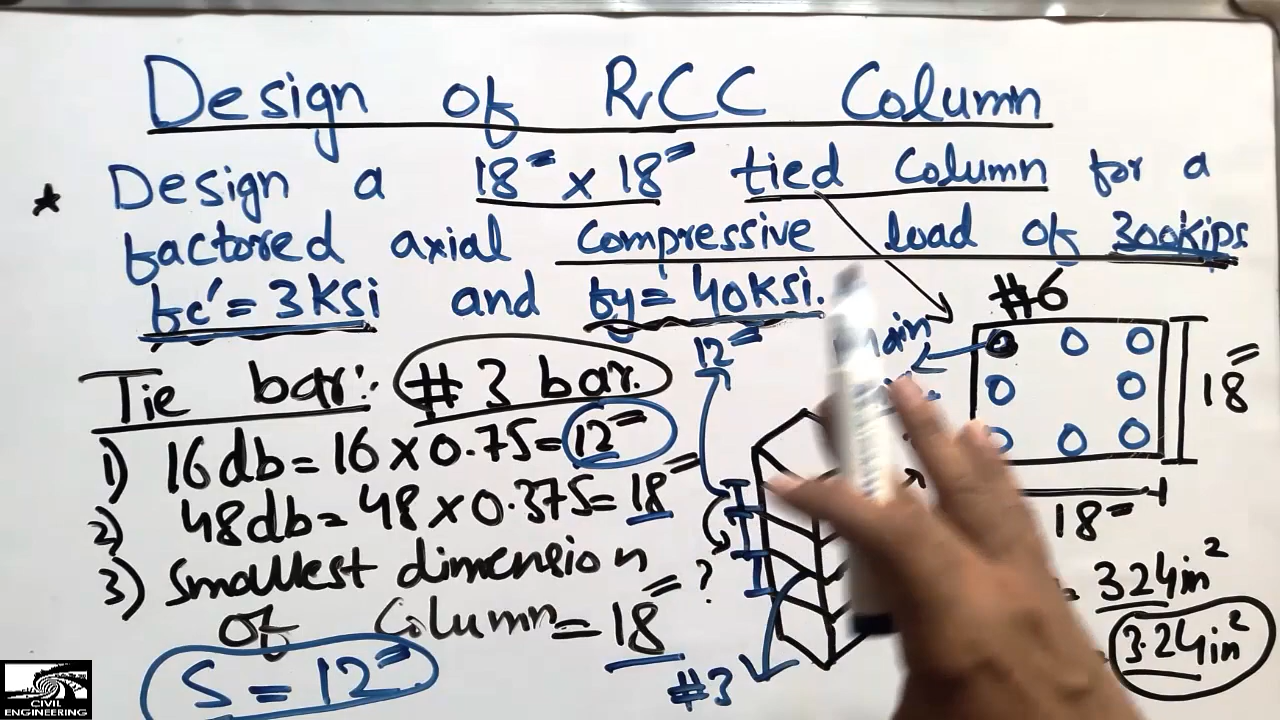 Design of RCC Column
* Design a 18" x 18" tied column for a
factored axial compressive load of 300kips
fc' = 3ksi and fy = 40ksi.
#6
12"
18"
Tie bar: #3 bar.
1) 16db = 16 x 0.75 = 12"
2) 48db = 48 x 0.375 = 18"
3) Smallest dimension
of column = 18" ?
S = 12"
#3
18"
= 324in²
3.24in²
CIVIL
ENGINEERING